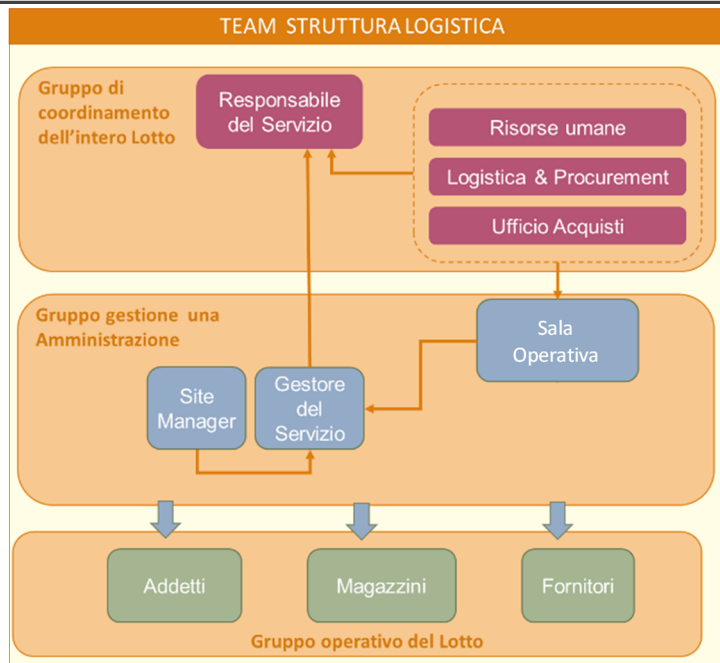 TEAM STRUTTURA LOGISTICA
Gruppo di
coordinamento
dell'intero Lotto
Responsabile
del Servizio
Risorse umane
Logistica & Procurement
Ufficio Acquisti
Gruppo gestione una
Amministrazione
Sala
Operativa
Site
Manager
Gestore
del
Servizio
Addetti
Magazzini
Fornitori
Gruppo operativo del Lotto